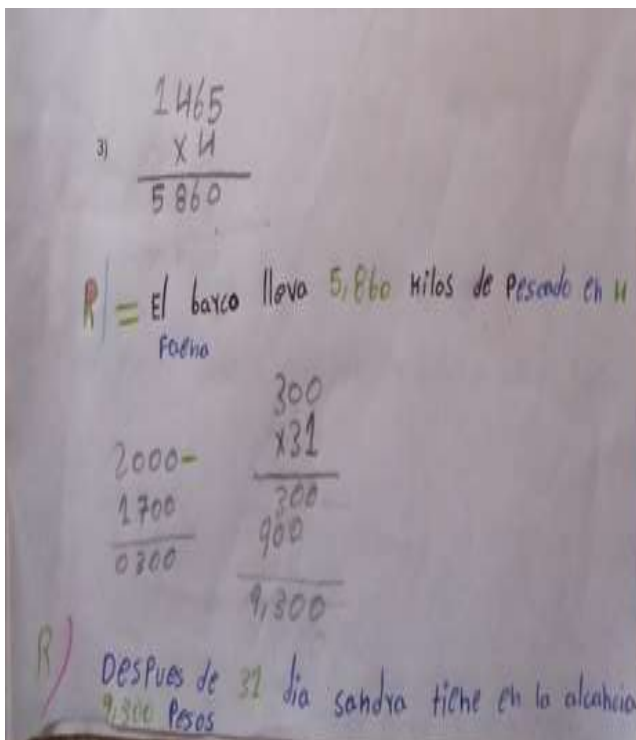 1465
3) x 4
5860
R/ = El barco lleva 5,860 kilos de Pescado en 4
Faena
300
x31
2000-
1700
0300
300
900
9,300
R/ DesPues de 31 dia sandra tiene en la alcancia
9,300 Pesos